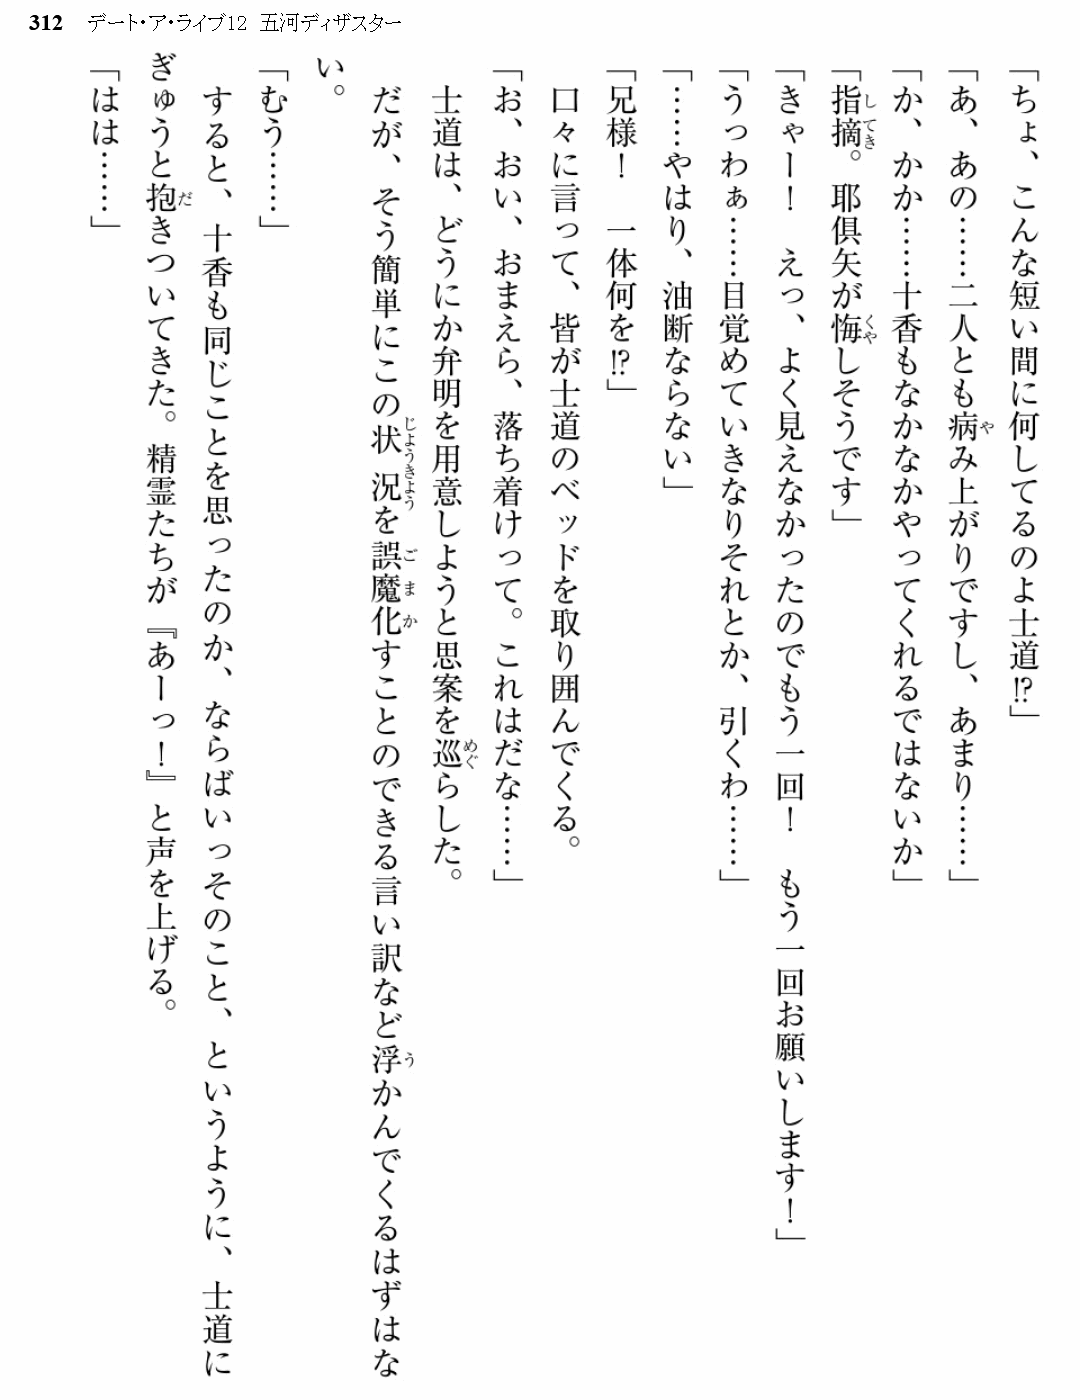 312 デート・ア・ライブ12 五河ディザスター
「ちょ、こんな短い間に何してるのよ士道!?」
「あ、あの……二人とも病み上がりですし、あまり……」
「か、かか……十香もなかなかやってくれるではないか」
「指摘。耶倶矢が悔しそうです」
「きゃー！　えっ、よく見えなかったのでもう一回！　もう一回お願いします！」
「うっわぁ……目覚めていきなりそれとか、引くわ……」
「……やはり、油断ならない」
「兄様！　一体何を!?」
　口々に言って、皆が士道のベッドを取り囲んでくる。
「お、おい、おまえら、落ち着けって。これはだな……」
　士道は、どうにか弁明を用意しようと思案を巡らした。
　だが、そう簡単にこの状況を誤魔化すことのできる言い訳など浮かんでくるはずはな
い。
「むう……」
　すると、十香も同じことを思ったのか、ならばいっそのこと、というように、士道に
ぎゅうと抱きついてきた。精霊たちが『あーっ！』と声を上げる。
「はは……」